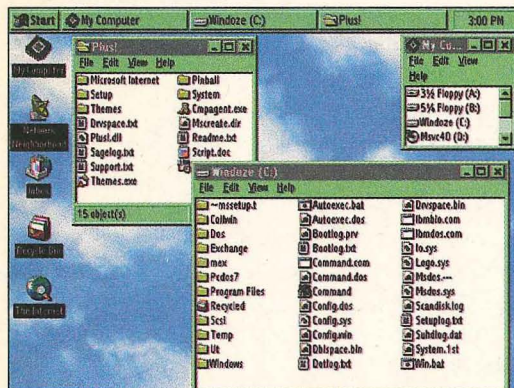 Start My Computer Windoze (C:) Plus! 3:00 PM
My Computer
Network Neighborhood
Inbox
Recycle Bin
The Internet
Plus!
File Edit View Help
Microsoft Internet
Setup
Themes
Drvspace.txt
Plus!.dll
Sagelog.txt
Support.txt
Themes.exe
Pinball
System
Cmpagent.exe
Mscreate.dir
Readme.txt
Script.doc
15 object(s)
My Co...
File Edit View
Help
3½ Floppy (A:)
5¼ Floppy (B:)
Windoze (C:)
Msvc40 (D:)
Windoze (C:)
File Edit View Help
~mssetup.t
Collwin
Dos
Exchange
mex
Pcdos7
Program Files
Recycled
Scsi
Temp
Ut
Windows
Autoexec.bat
Autoexec.dos
Bootlog.prv
Bootlog.txt
Command.com
Command.dos
Command
Config.dos
Config.sys
Config.win
Dblspace.bin
Detlog.txt
Drvspace.bin
Ibmbio.com
Ibmdos.com
Io.sys
Logo.sys
Msdos.---
Msdos.sys
Scandisk.log
Setuplog.txt
Suhdlog.dat
System.1st
Win.bat